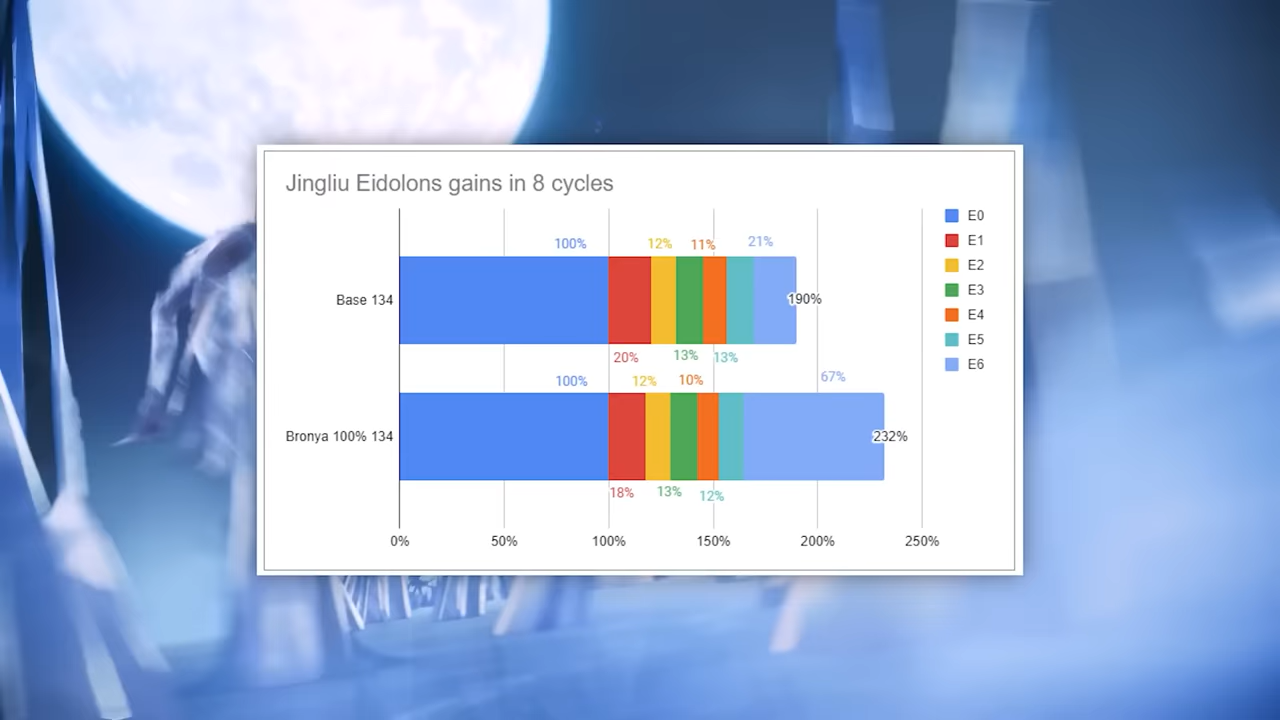 Jingliu Eidolons gains in 8 cycles
E0
E1
E2
E3
E4
E5
E6
100% 12% 11% 21%
Base 134 190%
20% 13% 13%
100% 12% 10% 67%
Bronya 100% 134 232%
18% 13% 12%
0% 50% 100% 150% 200% 250%